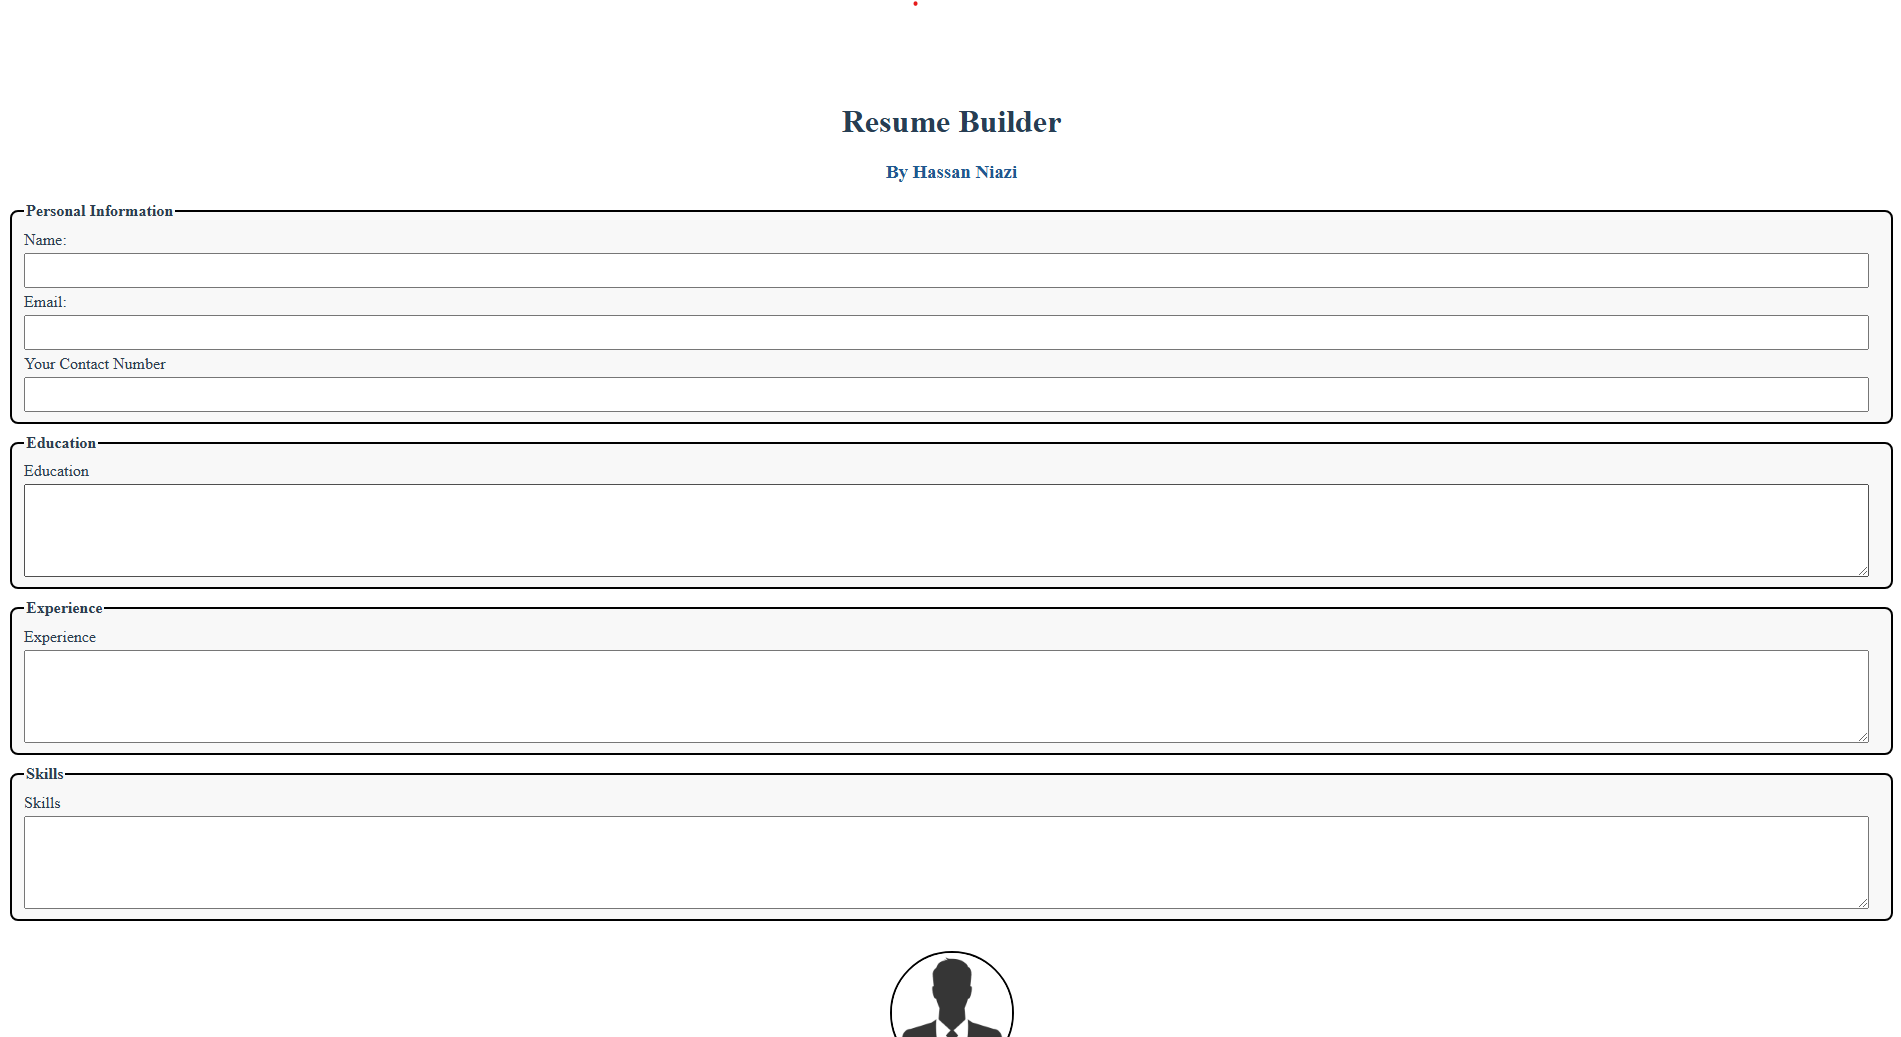 Resume Builder
By Hassan Niazi
Personal Information
Name:
Email:
Your Contact Number
Education
Education
Experience
Experience
Skills
Skills